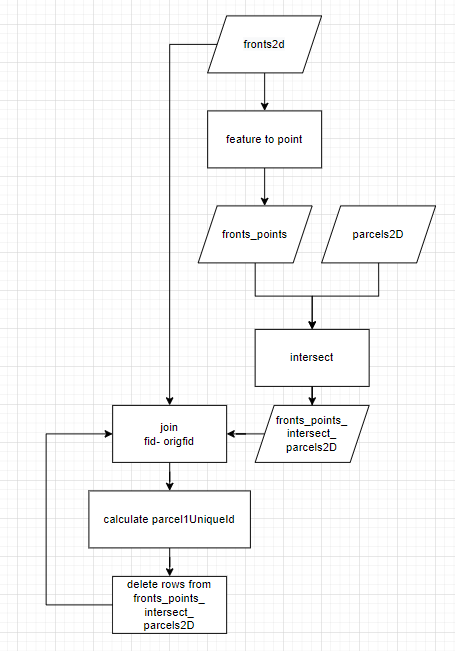 fronts2d
feature to point
fronts_points
parcels2D
intersect
fronts_points_
intersect_
parcels2D
join
fid- origfid
calculate parcel1UniqueId
delete rows from
fronts_points_
intersect_
parcels2D